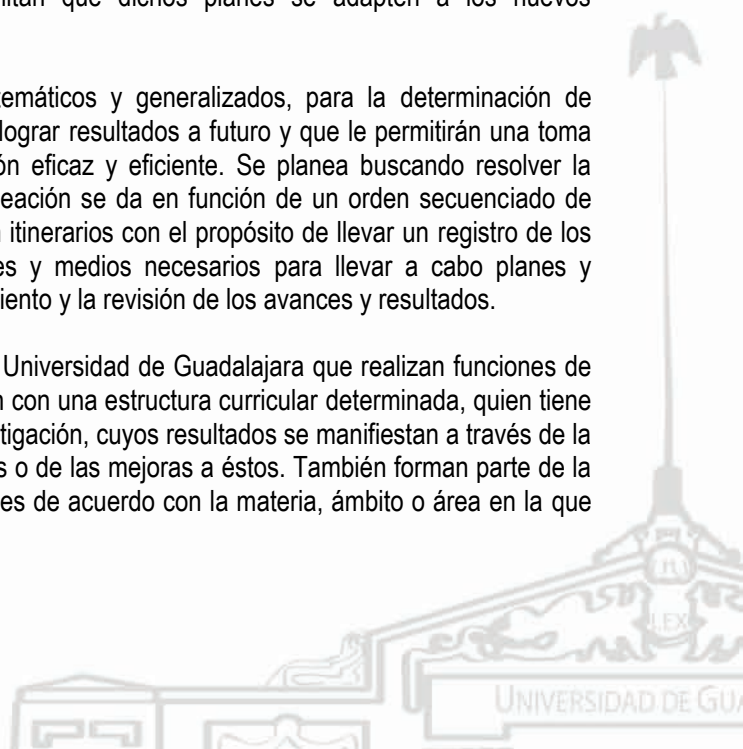 que dichos planes se adapten a los nuevos
temáticos y generalizados, para la determinación de
lograr resultados a futuro y que le permitirán una toma
ón eficaz y eficiente. Se planea buscando resolver la
eación se da en función de un orden secuenciado de
itinerarios con el propósito de llevar un registro de los
es y medios necesarios para llevar a cabo planes y
iento y la revisión de los avances y resultados.
Universidad de Guadalajara que realizan funciones de
n con una estructura curricular determinada, quien tiene
tigación, cuyos resultados se manifiestan a través de la
s o de las mejoras a éstos. También forman parte de la
es de acuerdo con la materia, ámbito o área en la que
LEX
UNIVERSIDAD DE GUA